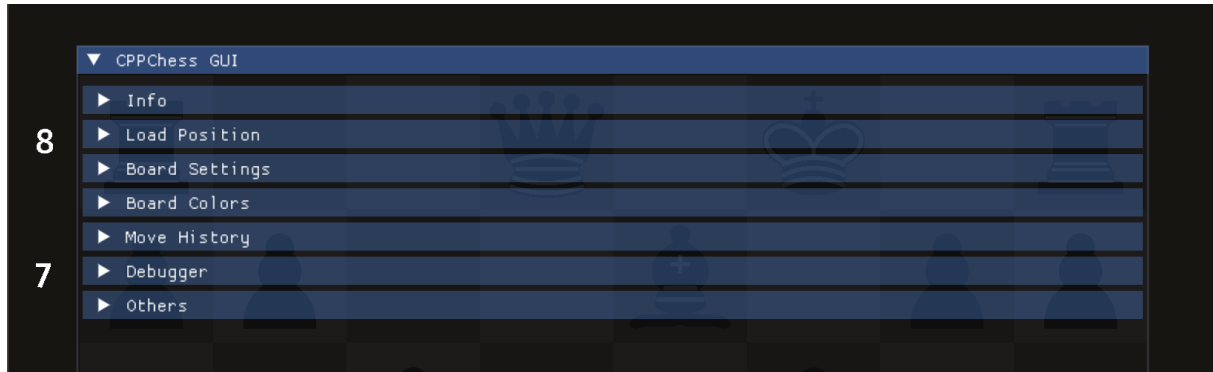 CPPChess GUI
Info
8
Load Position
Board Settings
Board Colors
Move History
7
Debugger
Others